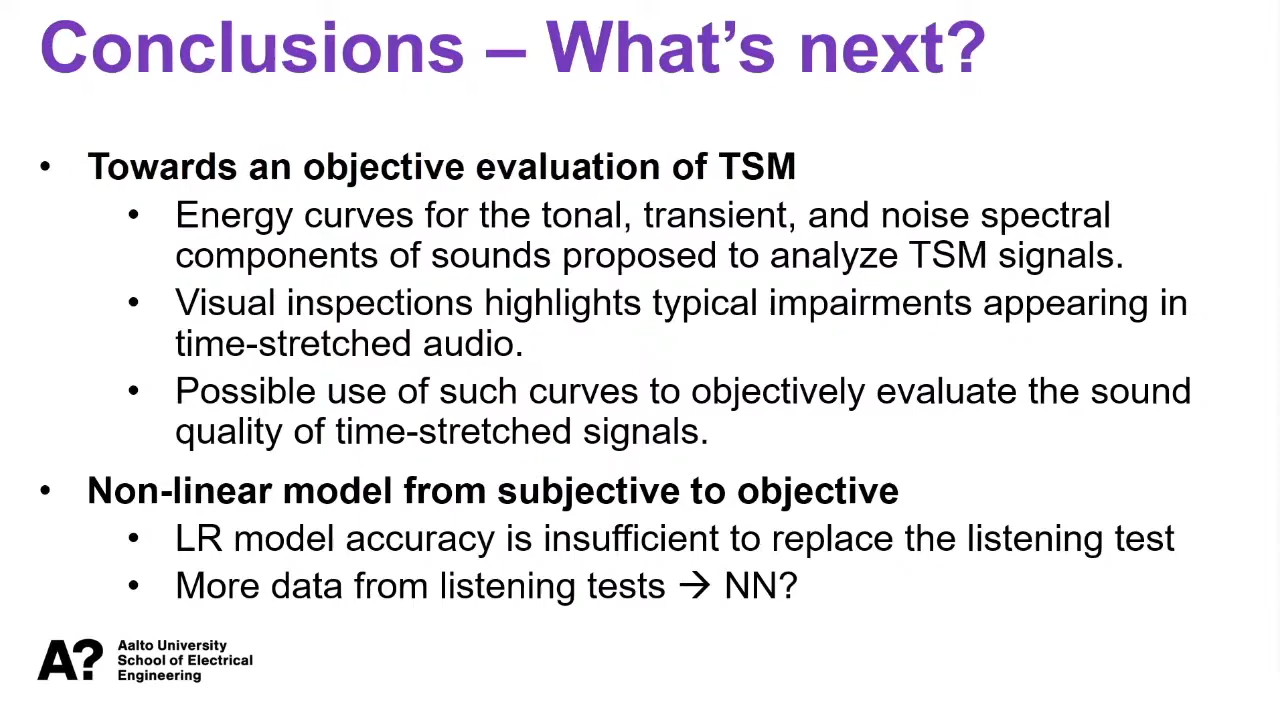 Conclusions – What's next?
• Towards an objective evaluation of TSM
• Energy curves for the tonal, transient, and noise spectral
components of sounds proposed to analyze TSM signals.
• Visual inspections highlights typical impairments appearing in
time-stretched audio.
• Possible use of such curves to objectively evaluate the sound
quality of time-stretched signals.
• Non-linear model from subjective to objective
• LR model accuracy is insufficient to replace the listening test
• More data from listening tests → NN?
A?
Aalto University
School of Electrical
Engineering